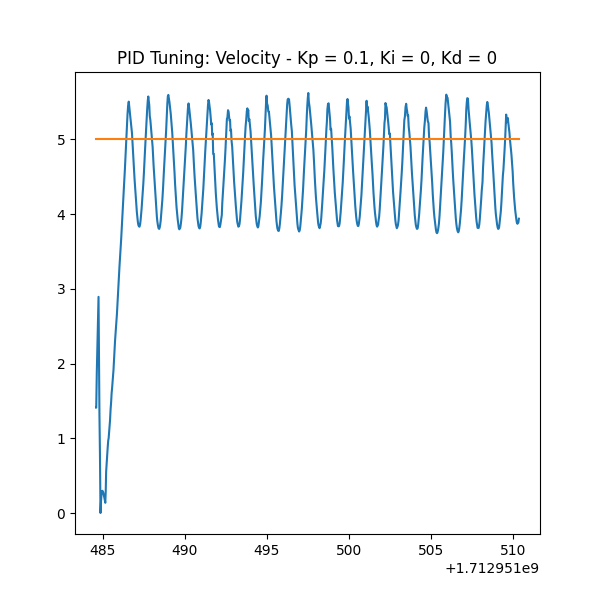 PID Tuning: Velocity - Kp = 0.1, Ki = 0, Kd = 0
5
4
3
2
1
0
485 490 495 500 505 510
+1.712951e9